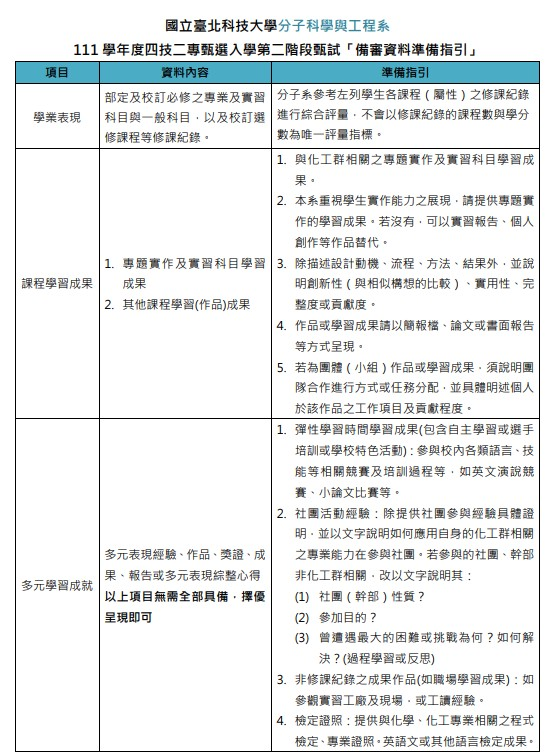 國立臺北科技大學分子科學與工程系
111 學年度四技二專甄選入學第二階段甄試「備審資料準備指引」
項目
資料內容
準備指引
學業表現
部定及校訂必修之專業及實習
科目與一般科目，以及校訂選
修課程等修課紀錄。
分子系參考左列學生各課程（屬性）之修課紀錄
進行綜合評量，不會以修課紀錄的課程數與學分
數為唯一評量指標。
課程學習成果
1. 專題實作及實習科目學習
成果
2. 其他課程學習(作品)成果
1. 與化工群相關之專題實作及實習科目學習成
果。
2. 本系重視學生實作能力之展現，請提供專題實
作的學習成果。若沒有，可以實習報告、個人
創作等作品替代。
3. 除描述設計動機、流程、方法、結果外，並說
明創新性（與相似構想的比較）、實用性、完
整度或貢獻度。
4. 作品或學習成果請以簡報檔、論文或書面報告
等方式呈現。
5. 若為團體（小組）作品或學習成果，須說明團
隊合作進行方式或任務分配，並具體明述個人
於該作品之工作項目及貢獻程度。
多元學習成就
多元表現經驗、作品、獎證、成
果、報告或多元表現綜整心得
以上項目無需全部具備，擇優
呈現即可
1. 彈性學習時間學習成果(包含自主學習或選手
培訓或學校特色活動)：參與校內各類語言、技
能等相關競賽及培訓過程等，如英文演說競
賽、小論文比賽等。
2. 社團活動經驗：除提供社團參與經驗具體證
明，並以文字說明如何應用自身的化工群相關
之專業能力在參與社團。若參與的社團、幹部
非化工群相關，改以文字說明其：
(1) 社團（幹部）性質？
(2) 參加目的？
(3) 曾遭遇最大的困難或挑戰為何？如何解
決？(過程學習或反思)
3. 非修課紀錄之成果作品(如職場學習成果)：如
參觀實習工廠及現場，或工讀經驗。
4. 檢定證照：提供與化學、化工專業相關之程式
檢定、專業證照。英語文或其他語言檢定成果。